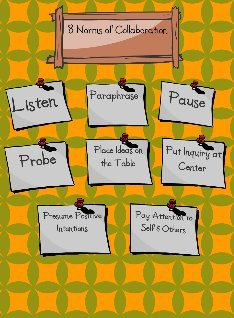 8 Norms of Collaboration
Listen
Paraphrase
Pause
Probe
Place Ideas on
the Table
Put Inquiry at
Center
Presume Positive
Intentions
Pay Attention to
Self & Others